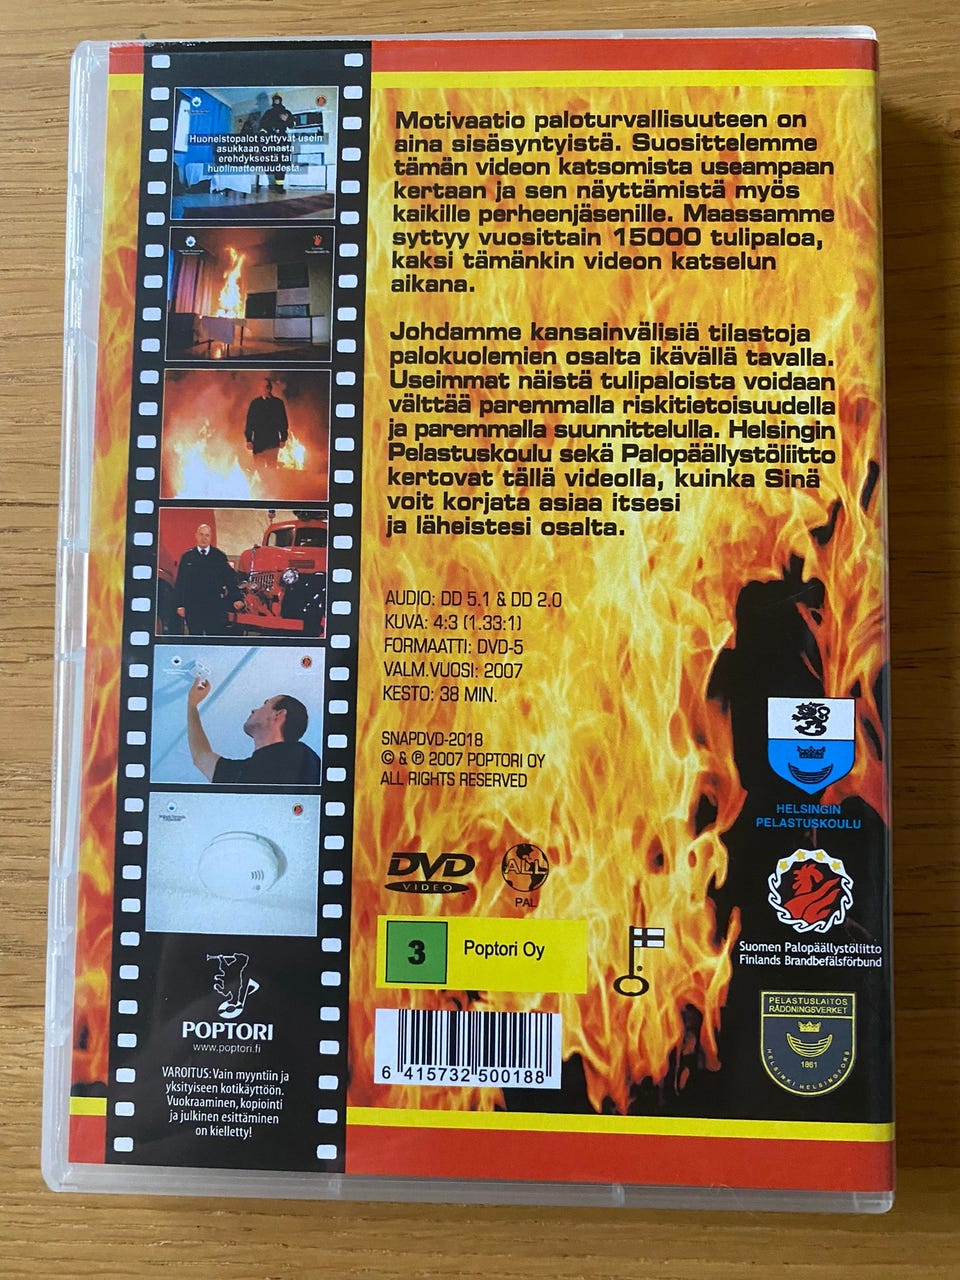 Huoneistopalot syttyvät usein
asukkaan omasta
erehdyksestä tai
huolimattomuudesta.
Motivaatio paloturvallisuuteen on
aina sisäsyntyistä. Suosittelemme
tämän videon katsomista useampaan
kertaan ja sen näyttämistä myös
kaikille perheenjäsenille. Maassamme
syttyy vuosittain 15000 tulipaloa,
kaksi tämänkin videon katselun
aikana.
Johdamme kansainvälisiä tilastoja
palokuolemien osalta ikävällä tavalla.
Useimmat näistä tulipaloista voidaan
välttää paremmalla riskitietoisuudella
ja paremmalla suunnittelulla. Helsingin
Pelastuskoulu sekä Palopäällystöliitto
kertovat tällä videolla, kuinka Sinä
voit korjata asiaa itsesi
ja läheistesi osalta.
AUDIO: DD 5.1 & DD 2.0
KUVA: 4:3 (1.33:1)
FORMAATTI: DVD-5
VALM.VUOSI: 2007
KESTO: 38 MIN.
SNAPDVD-2018
© & ℗ 2007 POPTORI OY
ALL RIGHTS RESERVED
DVD
VIDEO
ALL
PAL
3
Poptori Oy
6 415732 500188
HELSINGIN
PELASTUSKOULU
Suomen Palopäällystöliitto
Finlands Brandbefälsförbund
PELASTUSLAITOS
RÄDDNINGSVERKET
1861
HELSINKI HELSINGFORS
POPTORI
www.poptori.fi
VAROITUS: Vain myyntiin ja
yksityiseen kotikäyttöön.
Vuokraaminen, kopiointi
ja julkinen esittäminen
on kielletty!